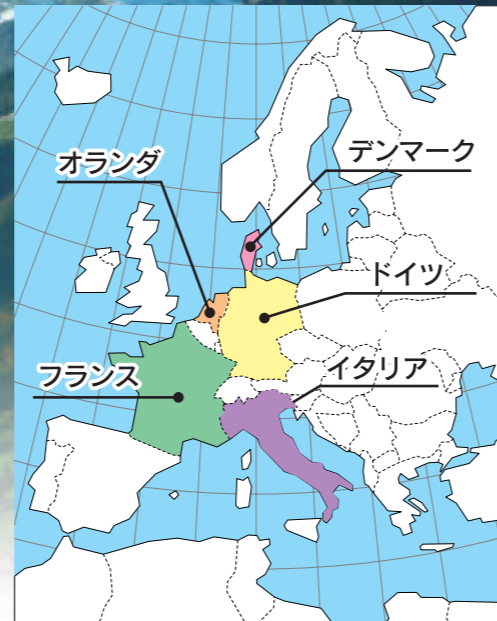 オランダ
デンマーク
ドイツ
イタリア
フランス